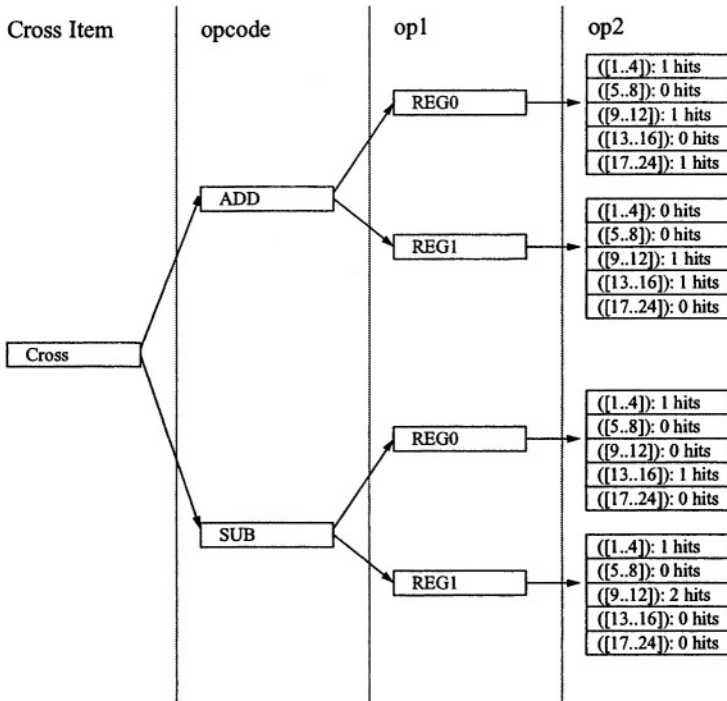 Cross Item
opcode
op1
op2
REG0
([1..4]): 1 hits
([5..8]): 0 hits
([9..12]): 1 hits
([13..16]): 0 hits
([17..24]): 1 hits
ADD
REG1
([1..4]): 0 hits
([5..8]): 0 hits
([9..12]): 1 hits
([13..16]): 1 hits
([17..24]): 0 hits
Cross
REG0
([1..4]): 1 hits
([5..8]): 0 hits
([9..12]): 0 hits
([13..16]): 1 hits
([17..24]): 0 hits
SUB
REG1
([1..4]): 1 hits
([5..8]): 0 hits
([9..12]): 2 hits
([13..16]): 0 hits
([17..24]): 0 hits